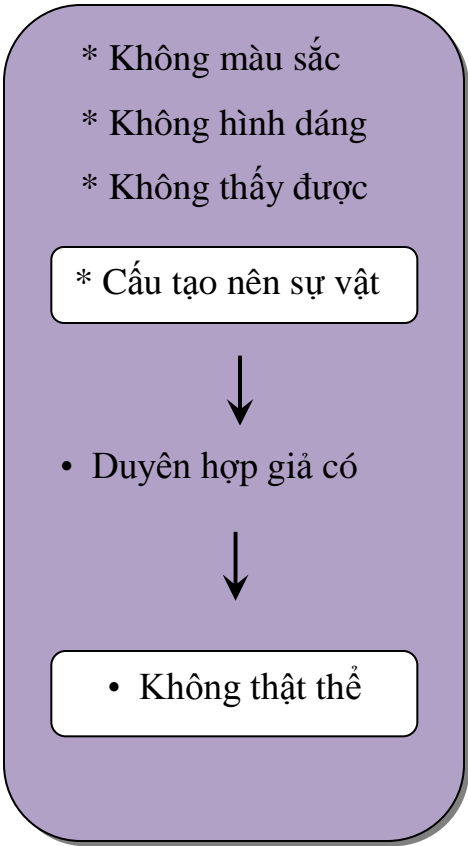 * Không màu sắc
* Không hình dáng
* Không thấy được
* Cấu tạo nên sự vật
• Duyên hợp giả có
• Không thật thể